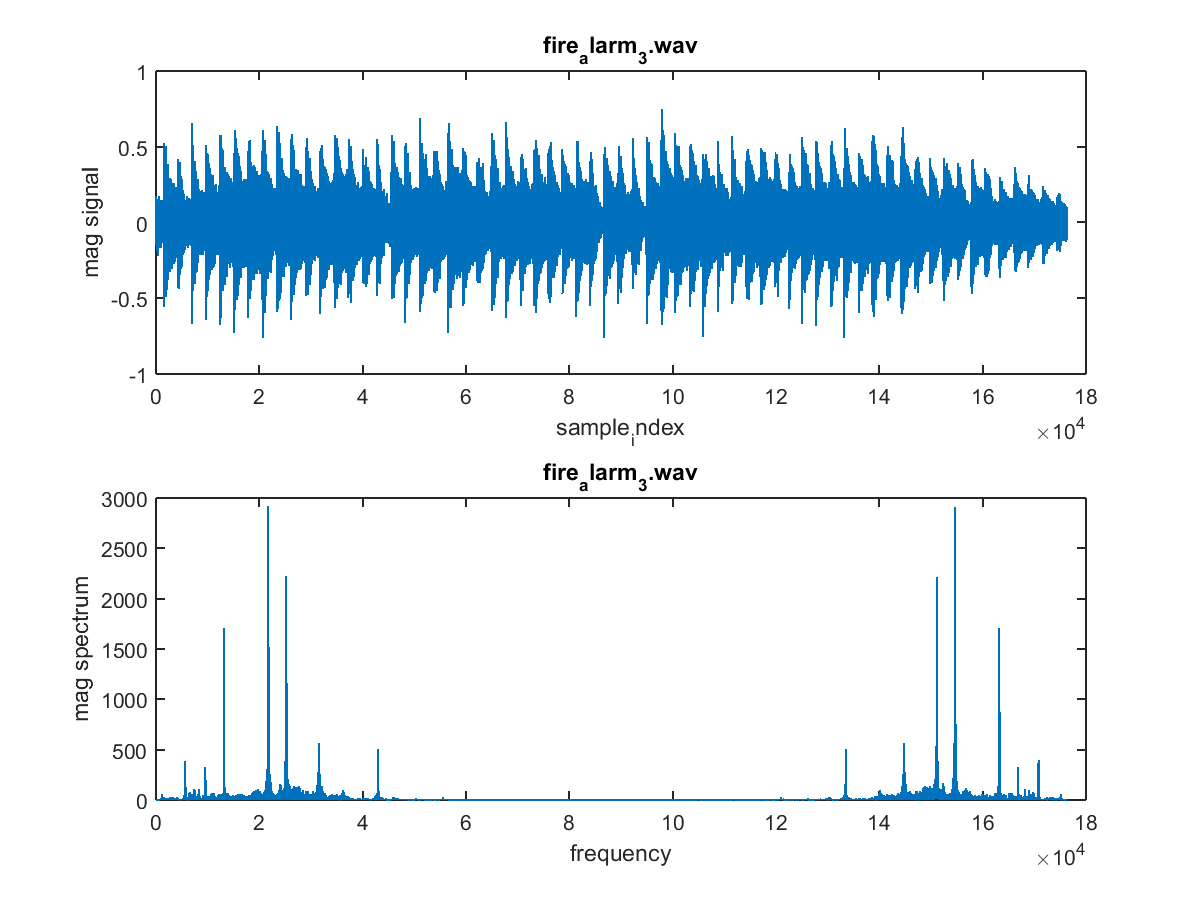 fire_alarm_3.wav
1
0.5
0
-0.5
-1
mag signal
0 2 4 6 8 10 12 14 16 18
×10^4
sample_index
fire_alarm_3.wav
3000
2500
2000
1500
1000
500
0
mag spectrum
0 2 4 6 8 10 12 14 16 18
×10^4
frequency